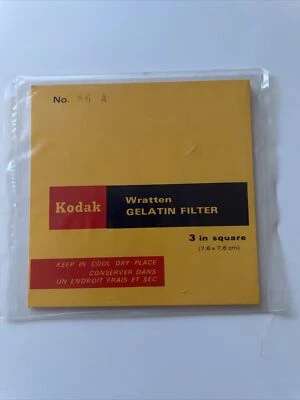 No. 86 A
Kodak
Wratten
GELATIN FILTER
3 in square
(7.6 x 7.6 cm)
KEEP IN COOL DRY PLACE
CONSERVER DANS
UN ENDROIT FRAIS ET SEC